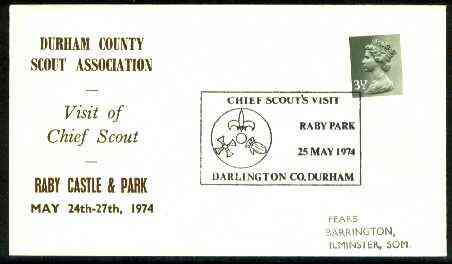 DURHAM COUNTY
SCOUT ASSOCIATION
Visit of
Chief Scout
RABY CASTLE & PARK
MAY 24th-27th, 1974
3½
CHIEF SCOUT'S VISIT
RABY PARK
25 MAY 1974
DARLINGTON CO. DURHAM
FEARS
BARRINGTON,
ILMINSTER, SOM.